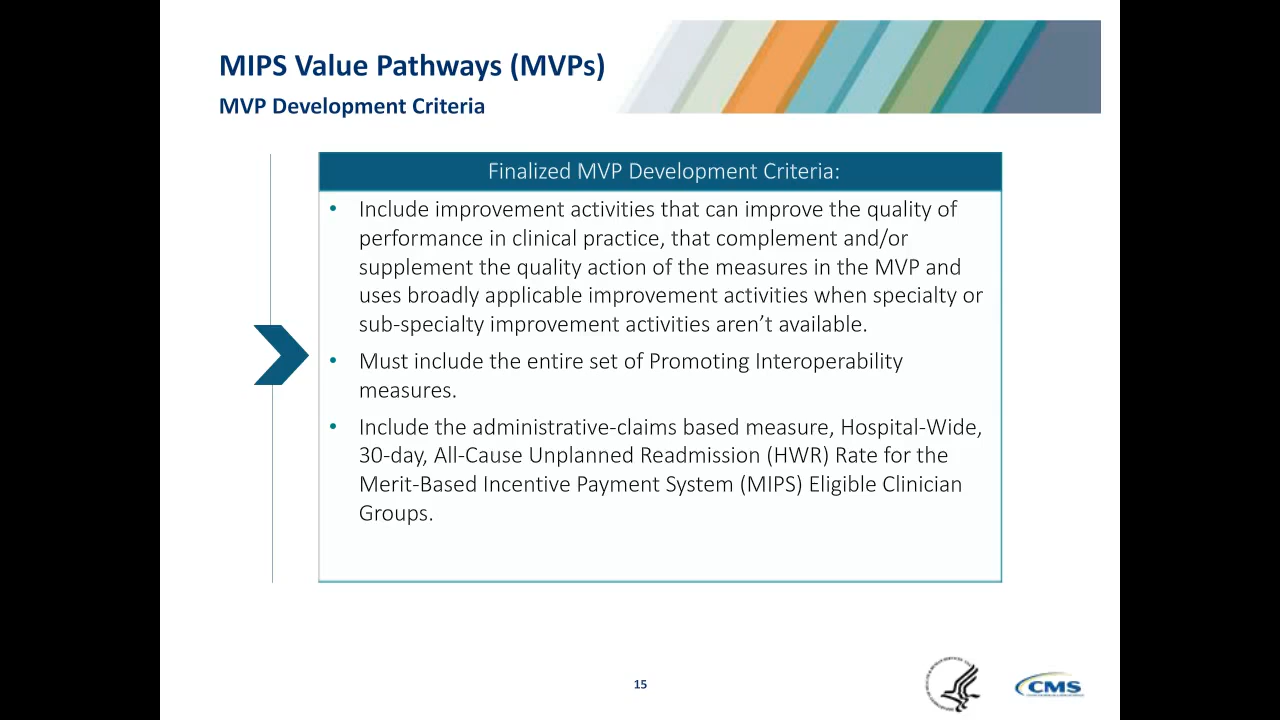 MIPS Value Pathways (MVPs)
MVP Development Criteria
Finalized MVP Development Criteria:
• Include improvement activities that can improve the quality of
performance in clinical practice, that complement and/or
supplement the quality action of the measures in the MVP and
uses broadly applicable improvement activities when specialty or
sub-specialty improvement activities aren’t available.
• Must include the entire set of Promoting Interoperability
measures.
• Include the administrative-claims based measure, Hospital-Wide,
30-day, All-Cause Unplanned Readmission (HWR) Rate for the
Merit-Based Incentive Payment System (MIPS) Eligible Clinician
Groups.
15
CMS